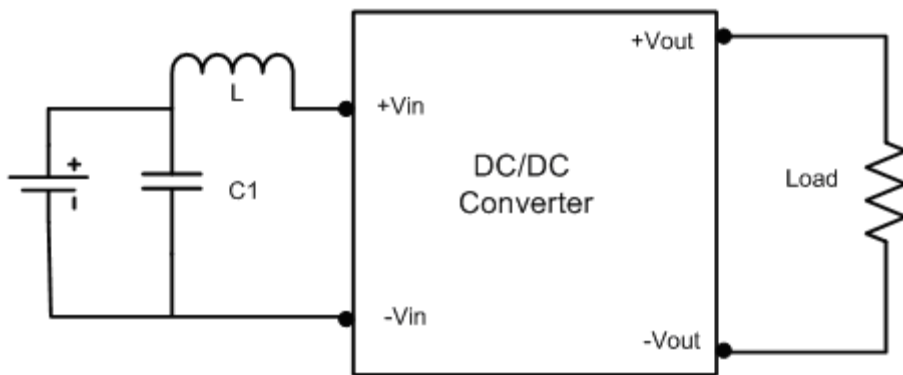 +Vout
L
+Vin
DC/DC
Converter
C1
Load
+
-
-Vin
-Vout